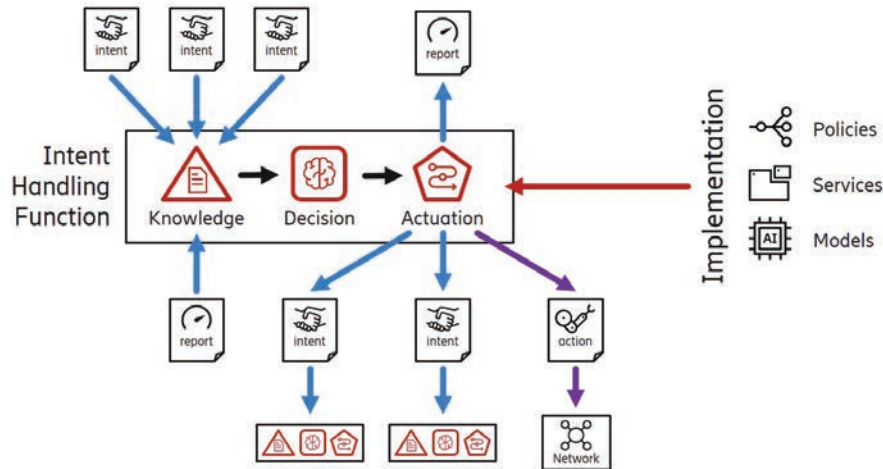 intent
intent
intent
report
Intent
Handling
Function
Knowledge
Decision
Actuation
Implementation
Policies
Services
AI
Models
report
intent
intent
action
Network